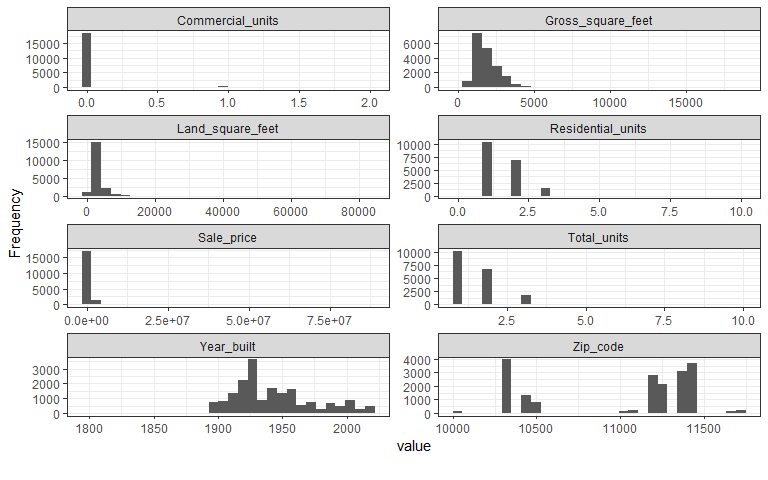 Commercial_units
Gross_square_feet
15000
10000
5000
0
0.0 0.5 1.0 1.5 2.0
6000
4000
2000
0
0 5000 10000 15000
Land_square_feet
Residential_units
15000
10000
5000
0
0 20000 40000 60000 80000
10000
7500
5000
2500
0
0.0 2.5 5.0 7.5 10.0
Frequency
Sale_price
Total_units
15000
10000
5000
0
0.0e+00 2.5e+07 5.0e+07 7.5e+07
10000
7500
5000
2500
0
2.5 5.0 7.5 10.0
Year_built
Zip_code
3000
2000
1000
0
1800 1850 1900 1950 2000
4000
3000
2000
1000
0
10000 10500 11000 11500
value